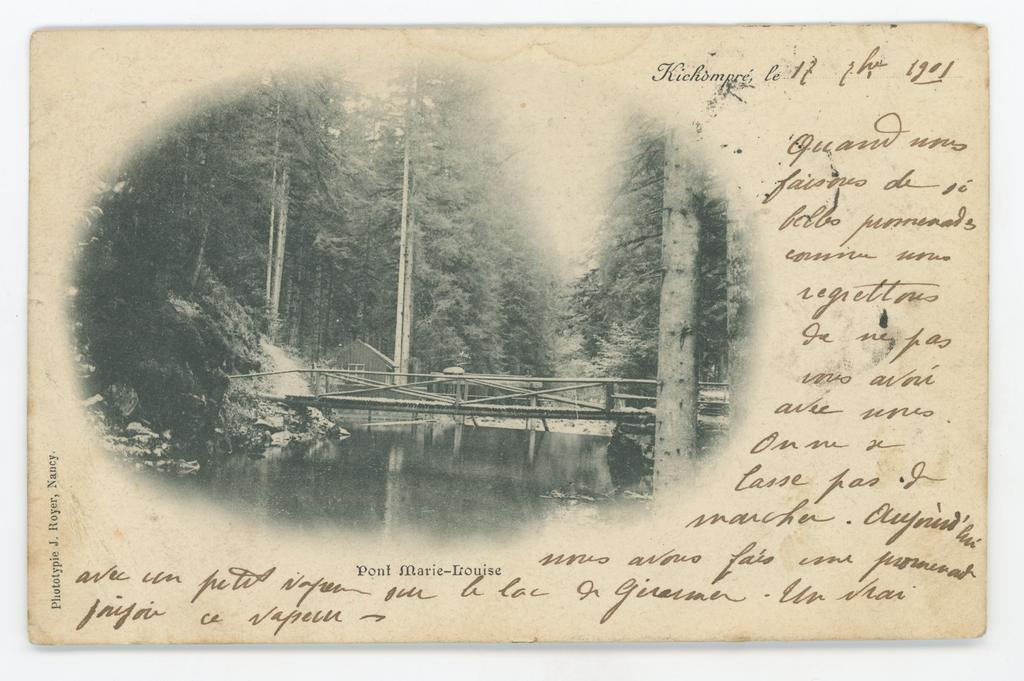 Kichompré, le 17 7bre 1901
Quand nous
faisons de si
belles promenades
comme nous
regrettons
de ne pas
vous avoir
avec nous.
On ne se
lasse pas de
marcher. Aujourd'hui
nous avons fais une promenade
avec un petit vapeur sur le lac de Gérarmer. Un vrai
joujou ce vapeur
Pont Marie-Louise
Phototypie J. Royer, Nancy.